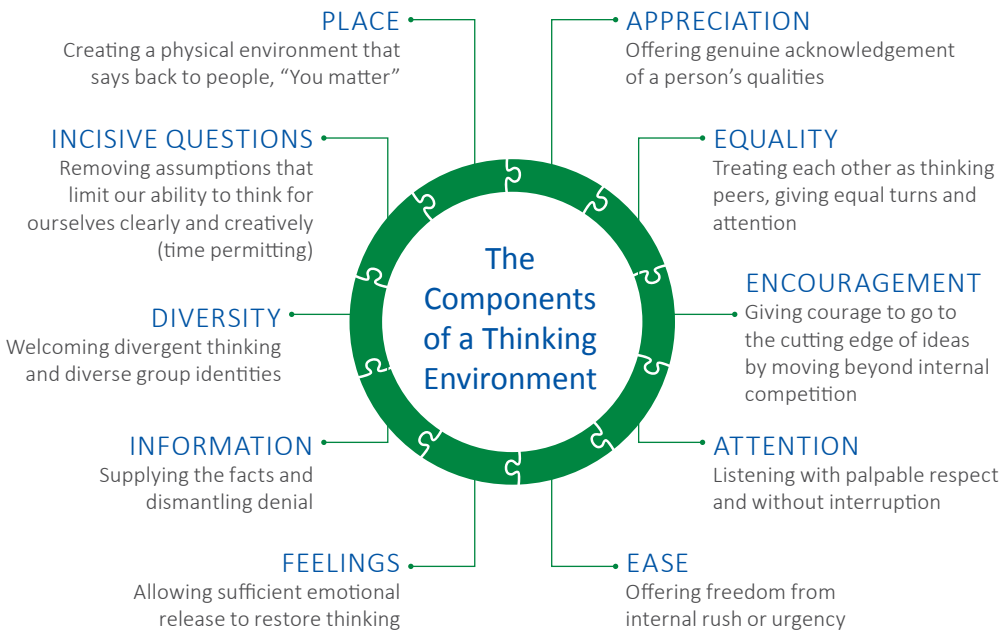 PLACE
Creating a physical environment that
says back to people, “You matter”
APPRECIATION
Offering genuine acknowledgement
of a person’s qualities
INCISIVE QUESTIONS
Removing assumptions that
limit our ability to think for
ourselves clearly and creatively
(time permitting)
EQUALITY
Treating each other as thinking
peers, giving equal turns and
attention
The
Components
of a Thinking
Environment
DIVERSITY
Welcoming divergent thinking
and diverse group identities
ENCOURAGEMENT
Giving courage to go to
the cutting edge of ideas
by moving beyond internal
competition
INFORMATION
Supplying the facts and
dismantling denial
ATTENTION
Listening with palpable respect
and without interruption
FEELINGS
Allowing sufficient emotional
release to restore thinking
EASE
Offering freedom from
internal rush or urgency